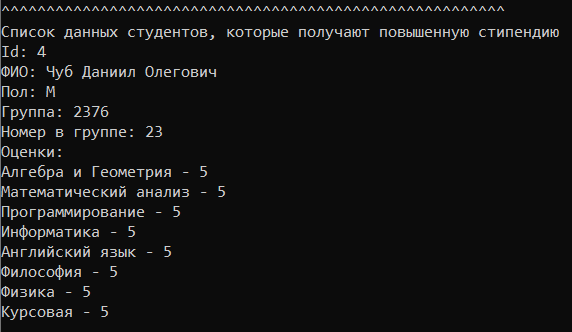 ^^^^^^^^^^^^^^^^^^^^^^^^^^^^^^^^^^^^^^^^^^^^^^^^^^^^^^^^
Список данных студентов, которые получают повышенную стипендию
Id: 4
ФИО: Чуб Даниил Олегович
Пол: М
Группа: 2376
Номер в группе: 23
Оценки:
Алгебра и Геометрия - 5
Математический анализ - 5
Программирование - 5
Информатика - 5
Английский язык - 5
Философия - 5
Физика - 5
Курсовая - 5